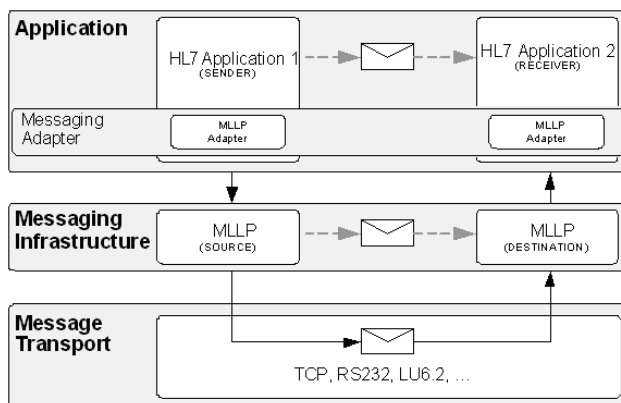 Application
HL7 Application 1
(SENDER)
HL7 Application 2
(RECEIVER)
Messaging
Adapter
MLLP
Adapter
MLLP
Adapter
Messaging
Infrastructure
MLLP
(SOURCE)
MLLP
(DESTINATION)
Message
Transport
TCP, RS232, LU6.2, ...